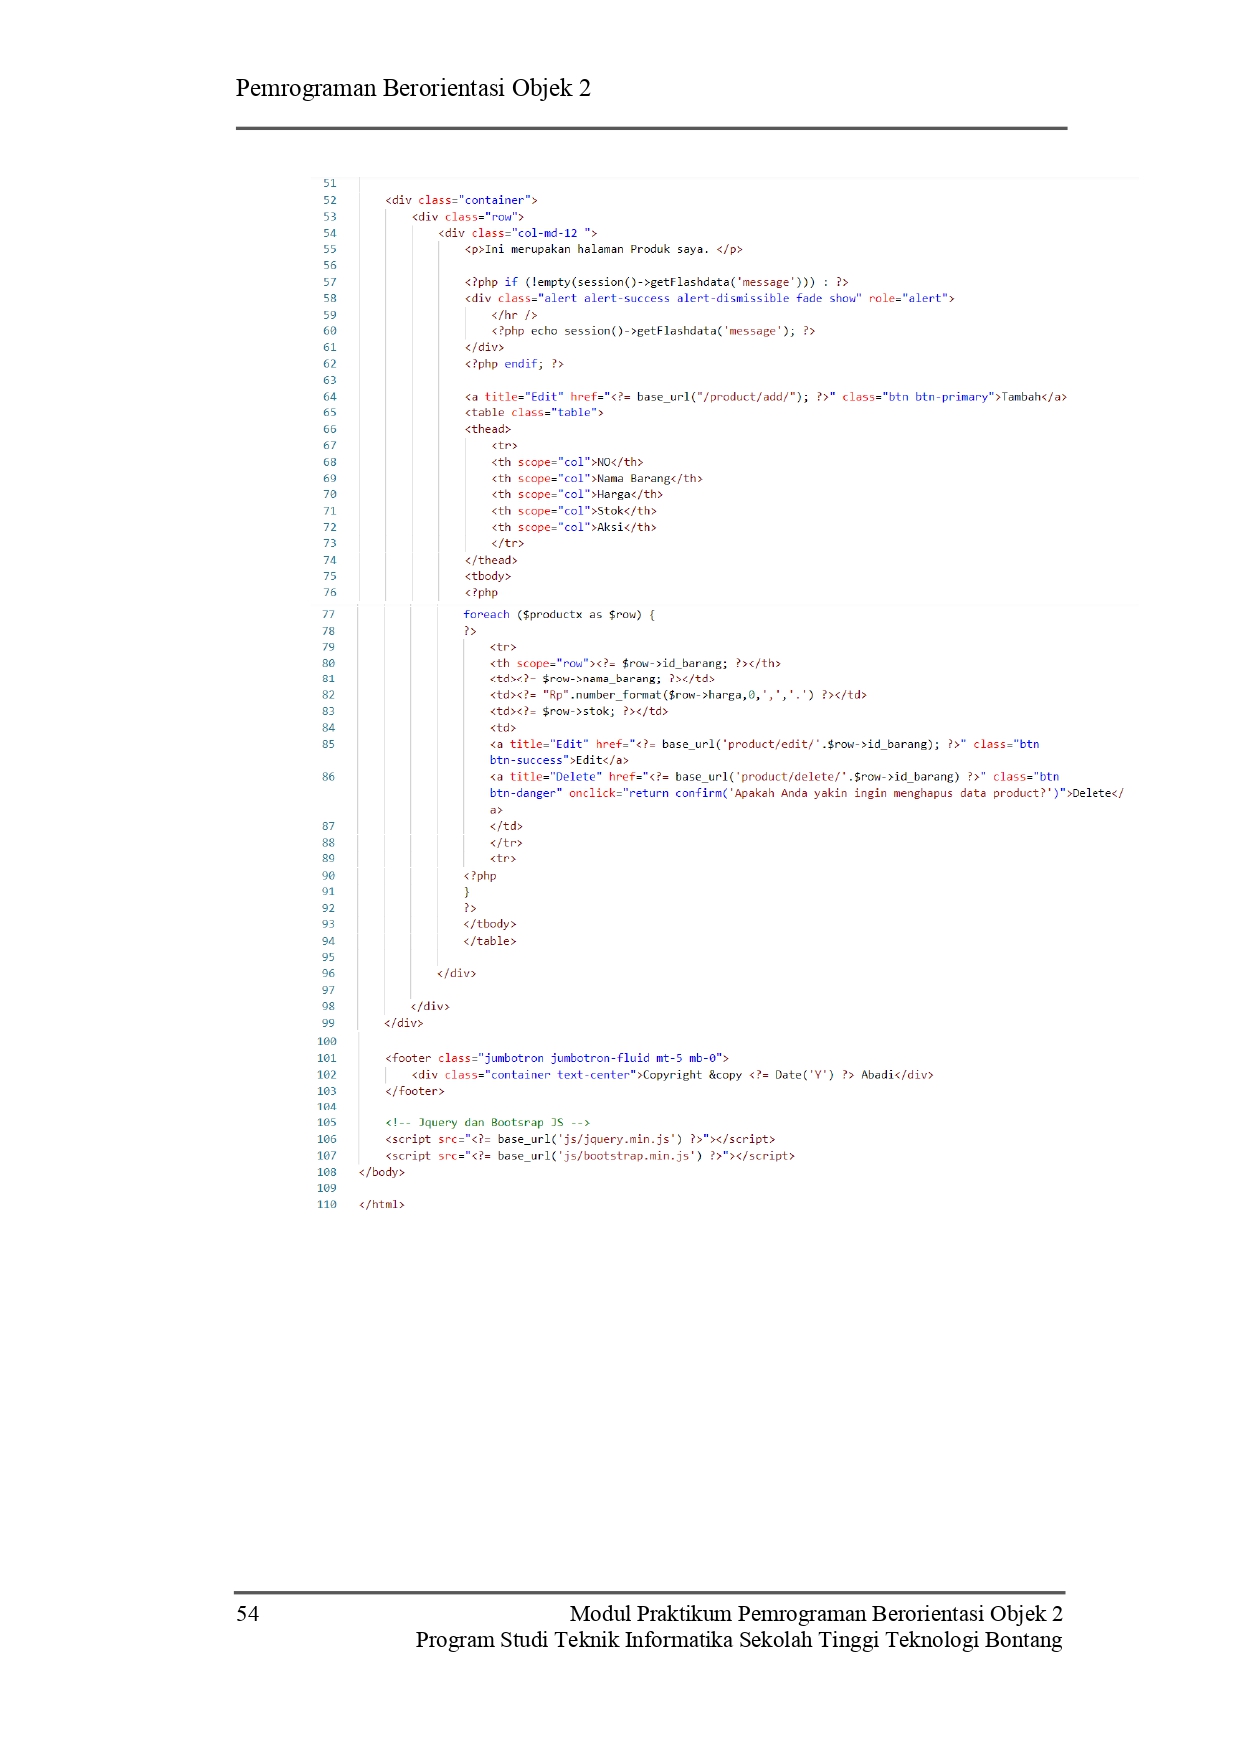 Pemrograman Berorientasi Objek 2
51
52 <div class="container">
53 <div class="row">
54 <div class="col-md-12 ">
55 <p>Ini merupakan halaman Produk saya. </p>
56
57 <?php if (!empty(session()->getFlashdata('message'))) : ?>
58 <div class="alert alert-success alert-dismissible fade show" role="alert">
59 </hr />
60 <?php echo session()->getFlashdata('message'); ?>
61 </div>
62 <?php endif; ?>
63
64 <a title="Edit" href="<?= base_url("/product/add/"); ?>" class="btn btn-primary">Tambah</a>
65 <table class="table">
66 <thead>
67 <tr>
68 <th scope="col">NO</th>
69 <th scope="col">Nama Barang</th>
70 <th scope="col">Harga</th>
71 <th scope="col">Stok</th>
72 <th scope="col">Aksi</th>
73 </tr>
74 </thead>
75 <tbody>
76 <?php
77 foreach ($productx as $row) {
78 ?>
79 <tr>
80 <th scope="row"><?= $row->id_barang; ?></th>
81 <td><?= $row->nama_barang; ?></td>
82 <td><?= "Rp".number_format($row->harga,0,',','.') ?></td>
83 <td><?= $row->stok; ?></td>
84 <td>
85 <a title="Edit" href="<?= base_url('product/edit/'.$row->id_barang); ?>" class="btn
btn-success">Edit</a>
86 <a title="Delete" href="<?= base_url('product/delete/'.$row->id_barang) ?>" class="btn
btn-danger" onclick="return confirm('Apakah Anda yakin ingin menghapus data product?')">Delete</
a>
87 </td>
88 </tr>
89 <tr>
90 <?php
91 }
92 ?>
93 </tbody>
94 </table>
95
96 </div>
97
98 </div>
99 </div>
100
101 <footer class="jumbotron jumbotron-fluid mt-5 mb-0">
102 <div class="container text-center">Copyright &copy <?= Date('Y') ?> Abadi</div>
103 </footer>
104
105 <!-- Jquery dan Bootsrap JS -->
106 <script src="<?= base_url('js/jquery.min.js') ?>"></script>
107 <script src="<?= base_url('js/bootstrap.min.js') ?>"></script>
108 </body>
109
110 </html>
54 Modul Praktikum Pemrograman Berorientasi Objek 2
Program Studi Teknik Informatika Sekolah Tinggi Teknologi Bontang